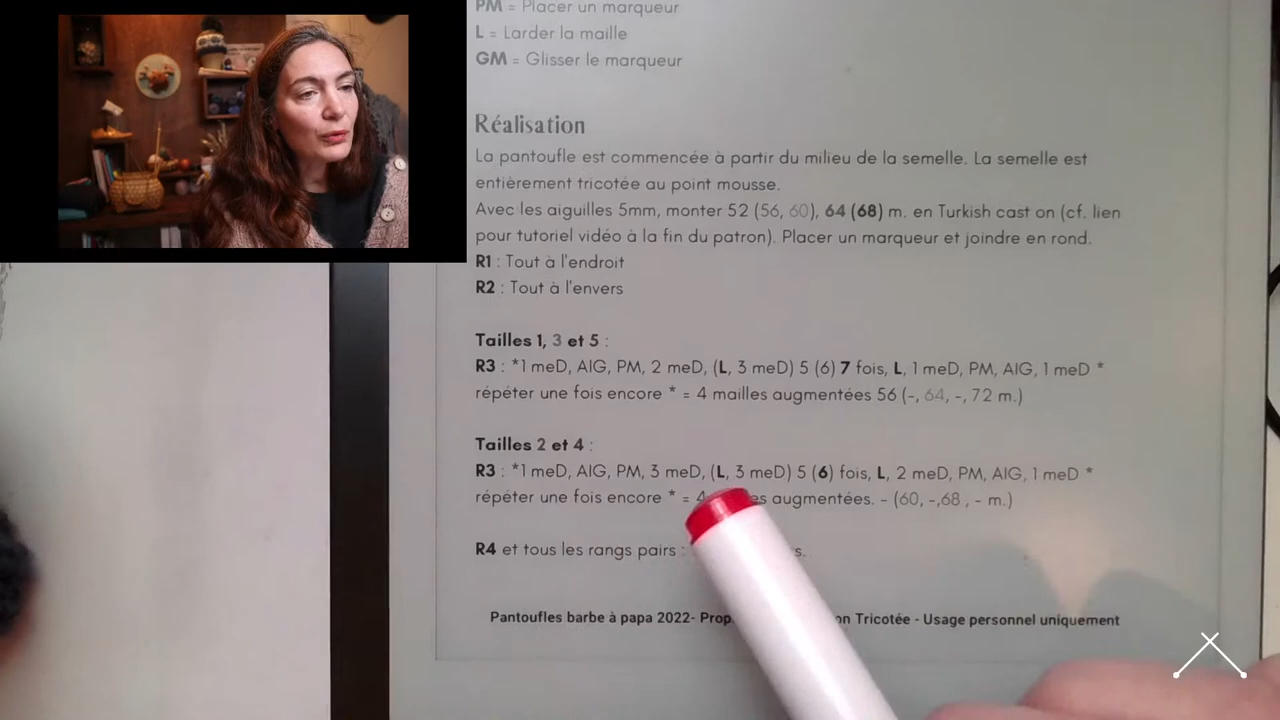 PM = Placer un marqueur
L = Larder la maille
GM = Glisser le marqueur
Réalisation
La pantoufle est commencée à partir du milieu de la semelle. La semelle est
entièrement tricotée au point mousse.
Avec les aiguilles 5mm, monter 52 (56, 60), 64 (68) m. en Turkish cast on (cf. lien
pour tutoriel vidéo à la fin du patron). Placer un marqueur et joindre en rond.
R1 : Tout à l'endroit
R2 : Tout à l'envers
Tailles 1, 3 et 5 :
R3 : *1 meD, AIG, PM, 2 meD, (L, 3 meD) 5 (6) 7 fois, L, 1 meD, PM, AIG, 1 meD *
répéter une fois encore * = 4 mailles augmentées 56 (-, 64, -, 72 m.)
Tailles 2 et 4 :
R3 : *1 meD, AIG, PM, 3 meD, (L, 3 meD) 5 (6) fois, L, 2 meD, PM, AIG, 1 meD *
répéter une fois encore * = 4 augmentées. - (60, -,68 , - m.)
R4 et tous les rangs pairs :
Pantoufles barbe à papa 2022- Tricotée - Usage personnel uniquement